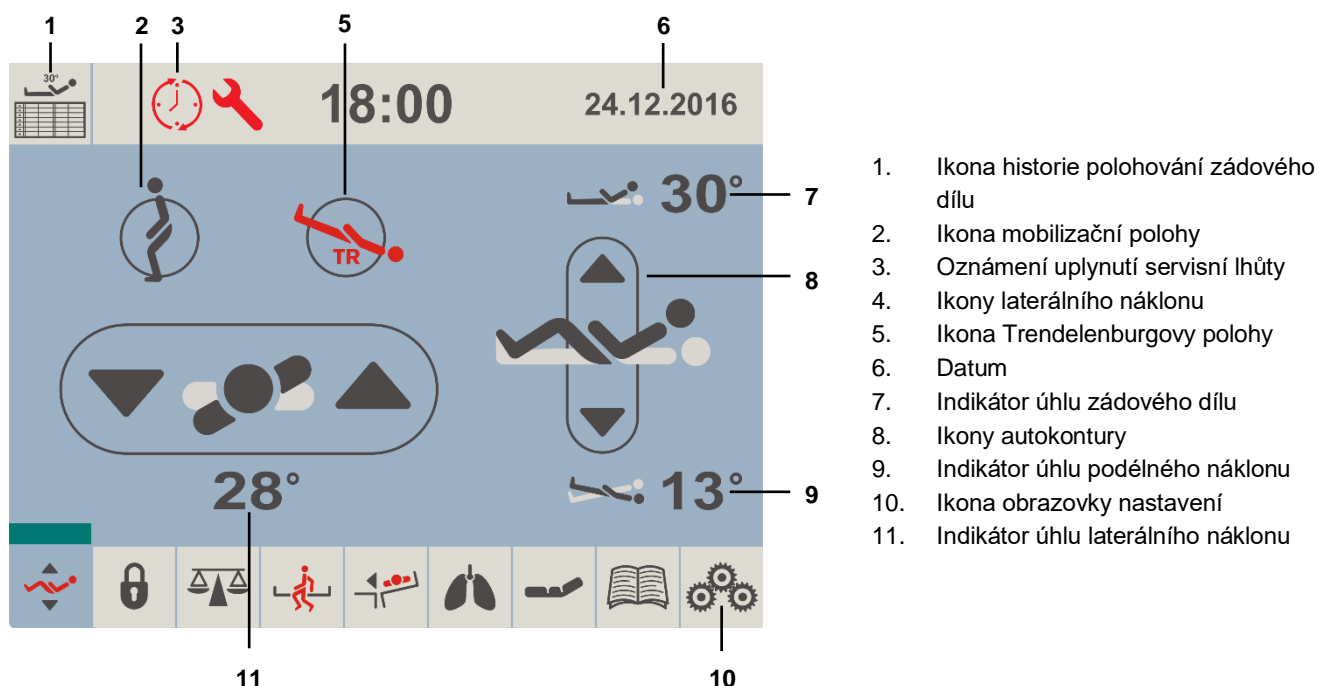 1 2 3 5 6
30°
18:00 24.12.2016
30° 7
TR
8
28° 13° 9
11 10
1. Ikona historie polohování zádového
dílu
2. Ikona mobilizační polohy
3. Oznámení uplynutí servisní lhůty
4. Ikony laterálního náklonu
5. Ikona Trendelenburgovy polohy
6. Datum
7. Indikátor úhlu zádového dílu
8. Ikony autokontury
9. Indikátor úhlu podélného náklonu
10. Ikona obrazovky nastavení
11. Indikátor úhlu laterálního náklonu